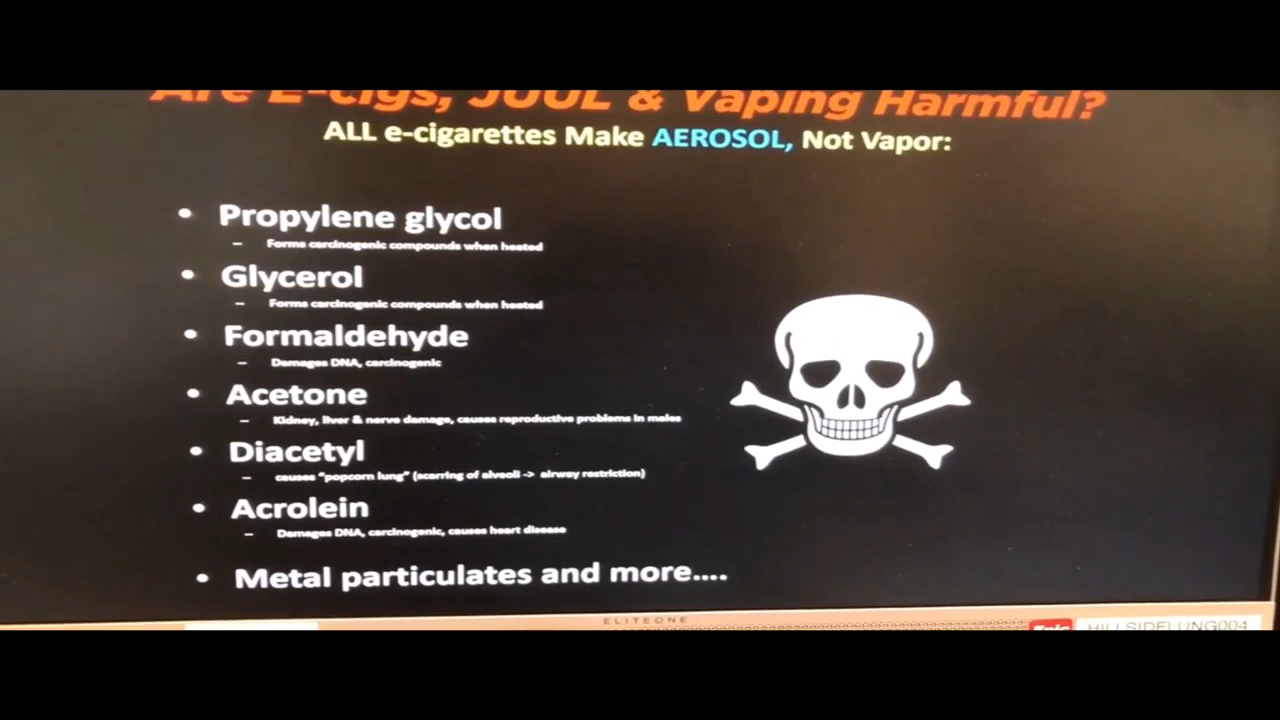 Are E-cigs, JUUL & Vaping Harmful?
ALL e-cigarettes Make AEROSOL, Not Vapor:
• Propylene glycol
– Forms carcinogenic compounds when heated
• Glycerol
– Forms carcinogenic compounds when heated
• Formaldehyde
– Damages DNA, carcinogenic
• Acetone
– Kidney, liver & nerve damage, causes reproductive problems in males
• Diacetyl
– causes “popcorn lung” (scarring of alveoli -> airway restriction)
• Acrolein
– Damages DNA, carcinogenic, causes heart disease
• Metal particulates and more....
ELITEONE
Epic HILLSIDELUNG004